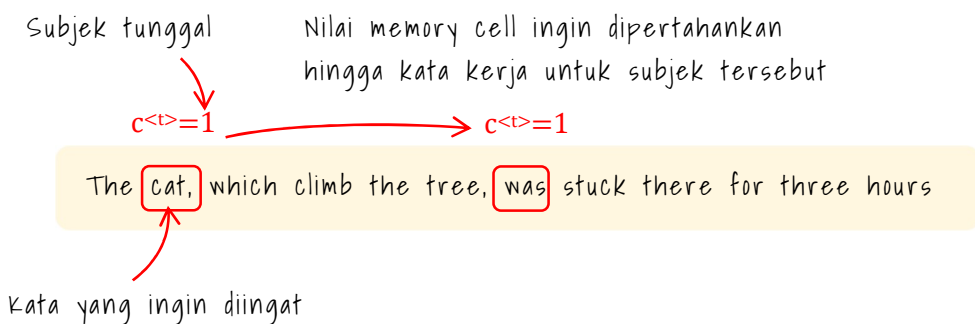 Subjek tunggal
Nilai memory cell ingin dipertahankan
hingga kata kerja untuk subjek tersebut
c<t>=1
c<t>=1
The cat, which climb the tree, was stuck there for three hours
Kata yang ingin diingat